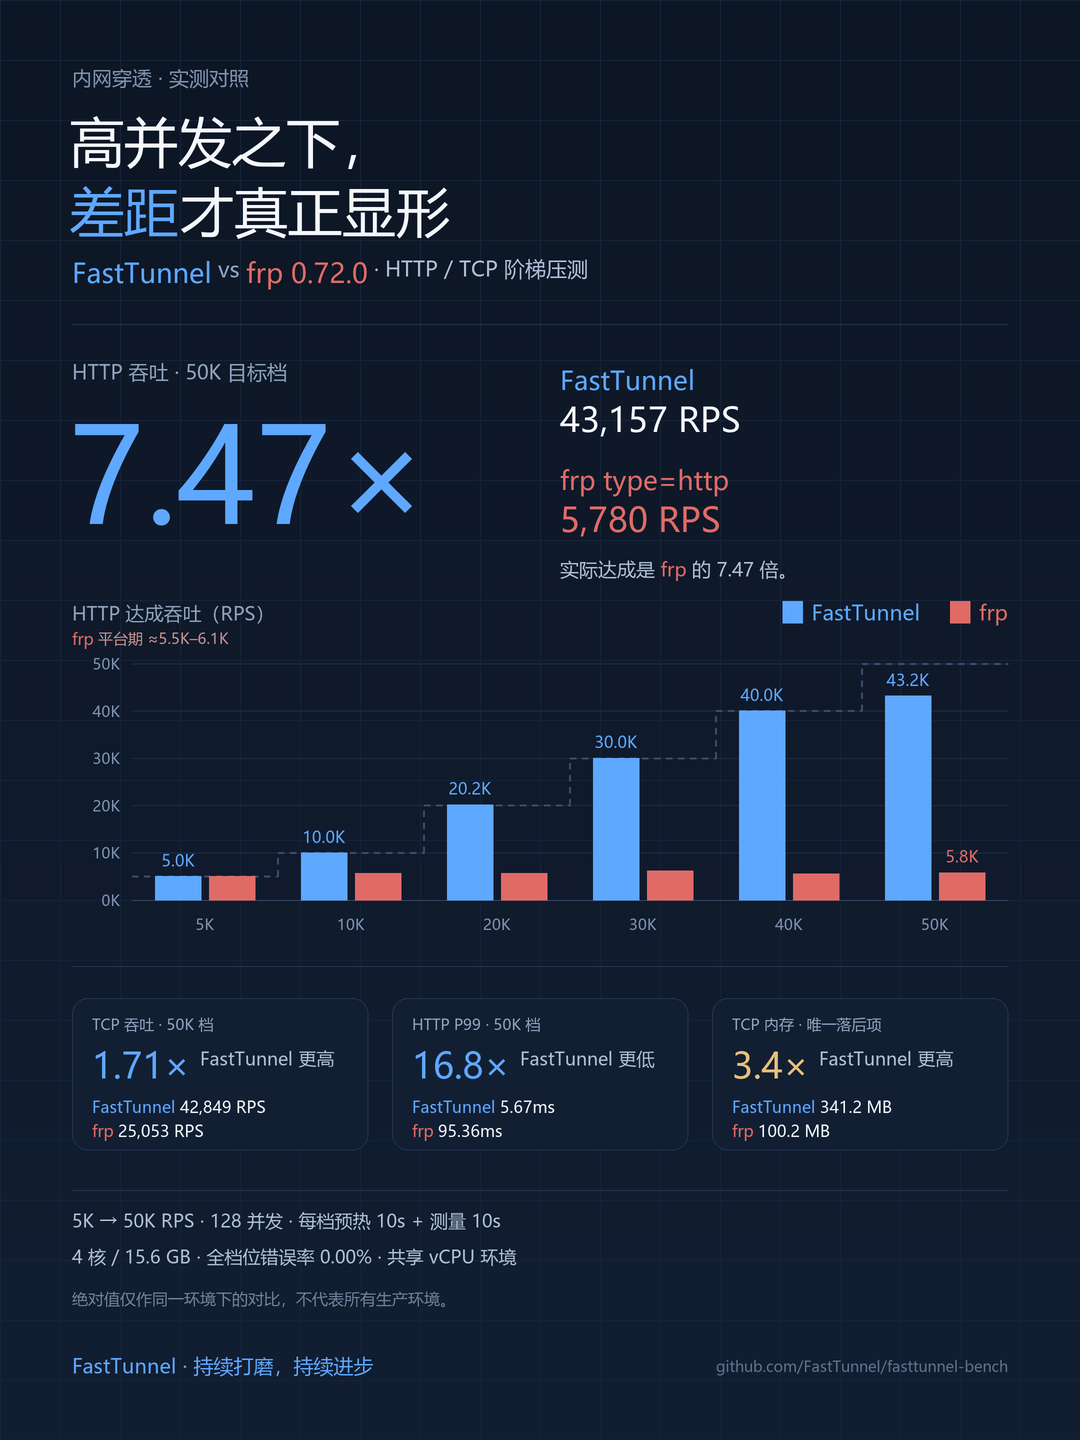 内网穿透 · 实测对照
高并发之下，
差距才真正显形
FastTunnel vs frp 0.72.0 · HTTP / TCP 阶梯压测
HTTP 吞吐 · 50K 目标档
7.47×
FastTunnel
43,157 RPS
frp type=http
5,780 RPS
实际达成是 frp 的 7.47 倍。
HTTP 达成吞吐（RPS）
frp 平台期 ≈5.5K–6.1K
FastTunnel
frp
50K
40K
30K
20K
10K
0K
5.0K
10.0K
20.2K
30.0K
40.0K
43.2K
5.8K
5K
10K
20K
30K
40K
50K
TCP 吞吐 · 50K 档
1.71× FastTunnel 更高
FastTunnel 42,849 RPS
frp 25,053 RPS
HTTP P99 · 50K 档
16.8× FastTunnel 更低
FastTunnel 5.67ms
frp 95.36ms
TCP 内存 · 唯一落后项
3.4× FastTunnel 更高
FastTunnel 341.2 MB
frp 100.2 MB
5K → 50K RPS · 128 并发 · 每档预热 10s + 测量 10s
4 核 / 15.6 GB · 全档位错误率 0.00% · 共享 vCPU 环境
绝对值仅作同一环境下的对比，不代表所有生产环境。
FastTunnel · 持续打磨，持续进步
github.com/FastTunnel/fasttunnel-bench